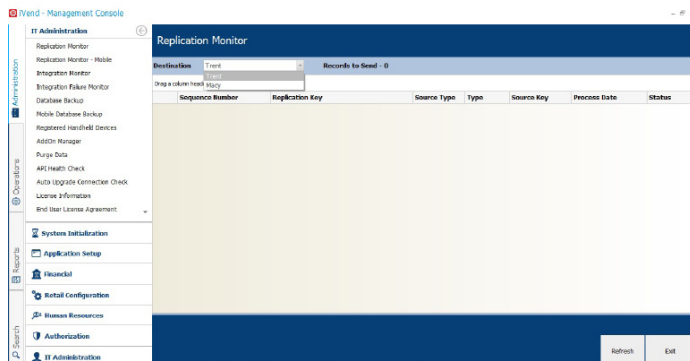 iVend - Management Console
IT Administration
Replication Monitor
Replication Monitor - Mobile
Integration Monitor
Integration Failure Monitor
Database Backup
Mobile Database Backup
Registered Handheld Devices
AddOn Manager
Purge Data
API Health Check
Auto Upgrade Connection Check
License Information
End User License Agreement
System Initialization
Application Setup
Financial
Retail Configuration
Human Resources
Authorization
IT Administration
Administration
Operations
Reports
Search
Replication Monitor
Destination Trent Records to Send - 0
Trent
Drag a column head
Macy
Sequence Number Replication Key Source Type Type Source Key Process Date Status
Refresh Exit